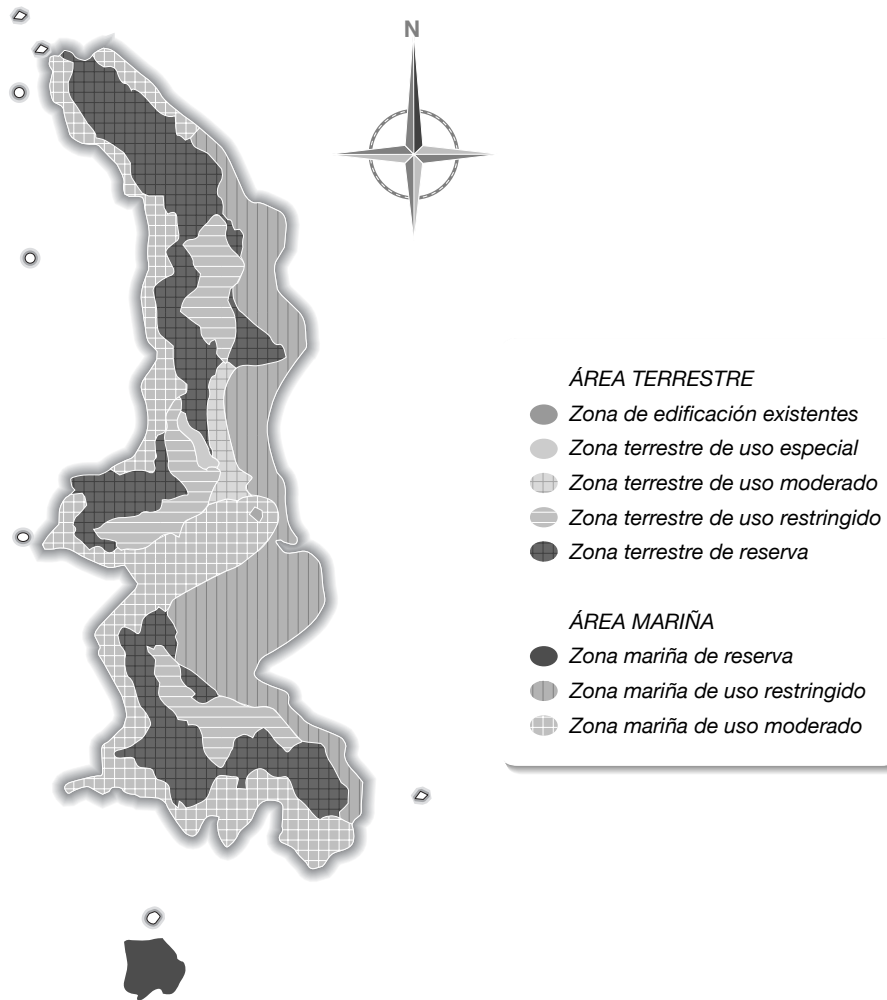 N
ÁREA TERRESTRE
Zona de edificación existentes
Zona terrestre de uso especial
Zona terrestre de uso moderado
Zona terrestre de uso restringido
Zona terrestre de reserva
ÁREA MARIÑA
Zona mariña de reserva
Zona mariña de uso restringido
Zona mariña de uso moderado